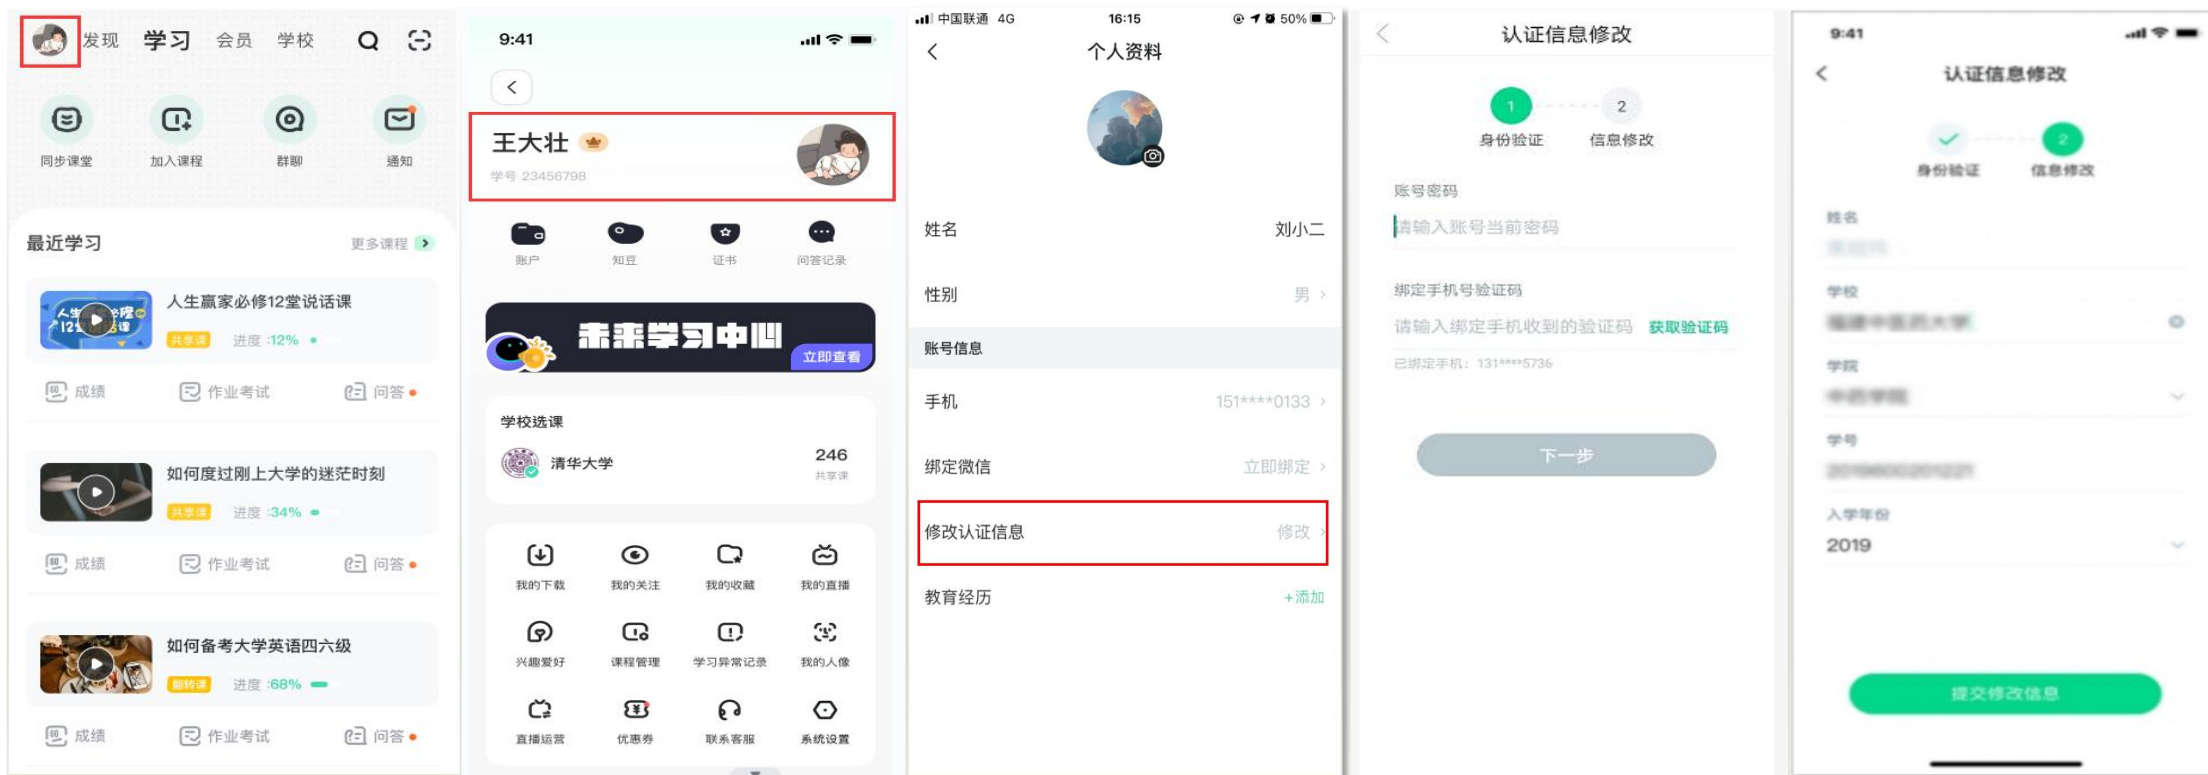 发现 学习 会员 学校
同步课堂 加入课程 群聊 通知
最近学习 更多课程
人生赢家必修12堂说话课
共享课 进度:12%
成绩 作业考试 问答
如何度过刚上大学的迷茫时刻
共享课 进度:34%
成绩 作业考试 问答
如何备考大学英语四六级
翻转课 进度:68%
成绩 作业考试 问答
9:41
王大壮
学号 23456798
账户 知豆 证书 问答记录
未来学习中心
立即查看
学校选课
清华大学 246
共享课
我的下载 我的关注 我的收藏 我的直播
兴趣爱好 课程管理 学习异常记录 我的人像
直播运营 优惠券 联系客服 系统设置
中国联通 4G 16:15 50%
个人资料
姓名 刘小二
性别 男
账号信息
手机 151****0133
绑定微信 立即绑定
修改认证信息 修改
教育经历 +添加
认证信息修改
1 2
身份验证 信息修改
账号密码
请输入账号当前密码
绑定手机号验证码
请输入绑定手机收到的验证码 获取验证码
已绑定手机：131****5736
下一步
9:41
认证信息修改
2
身份验证 信息修改
姓名
学校
福建中医药大学
学院
中药学院
学号
入学年份
2019
提交修改信息